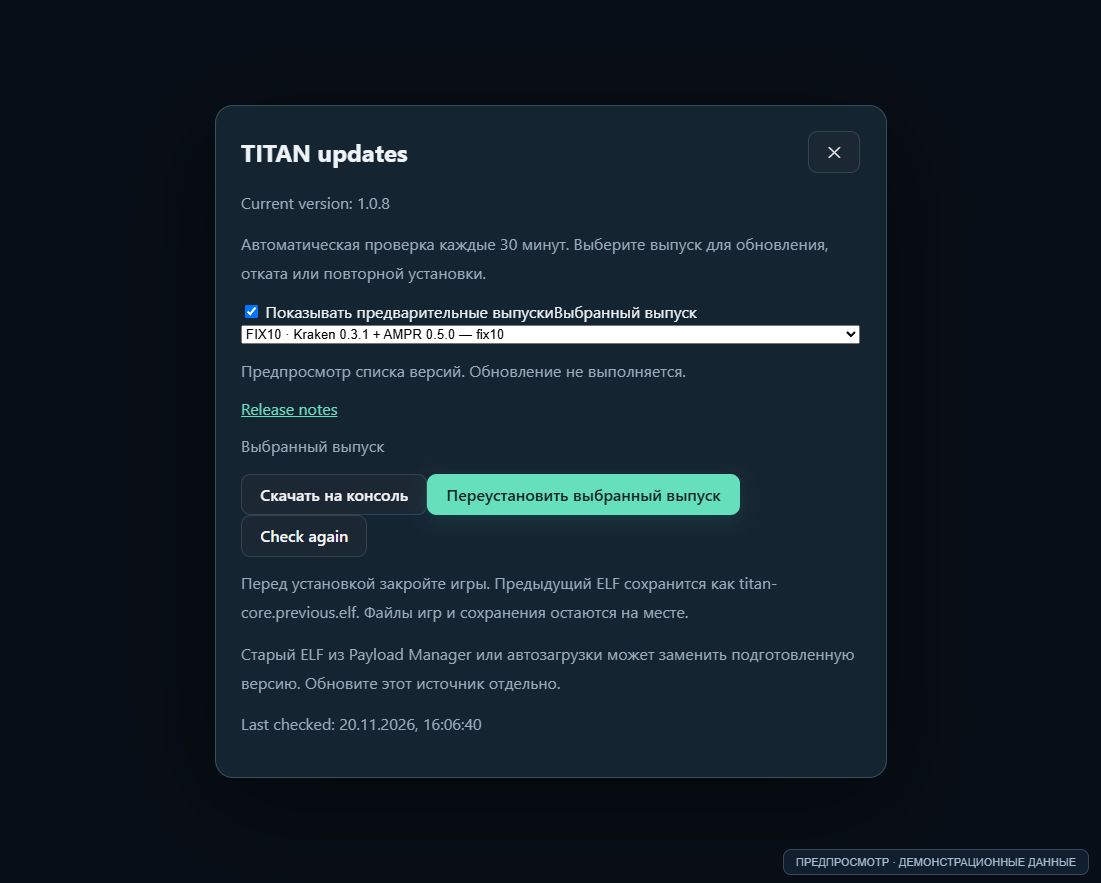 TITAN updates
Current version: 1.0.8
Автоматическая проверка каждые 30 минут. Выберите выпуск для обновления,
отката или повторной установки.
Показывать предварительные выпускиВыбранный выпуск
FIX10 · Kraken 0.3.1 + AMPR 0.5.0 — fix10
Предпросмотр списка версий. Обновление не выполняется.
Release notes
Выбранный выпуск
Скачать на консоль Переустановить выбранный выпуск
Check again
Перед установкой закройте игры. Предыдущий ELF сохранится как titan-
core.previous.elf. Файлы игр и сохранения остаются на месте.
Старый ELF из Payload Manager или автозагрузки может заменить подготовленную
версию. Обновите этот источник отдельно.
Last checked: 20.11.2026, 16:06:40
ПРЕДПРОСМОТР · ДЕМОНСТРАЦИОННЫЕ ДАННЫЕ